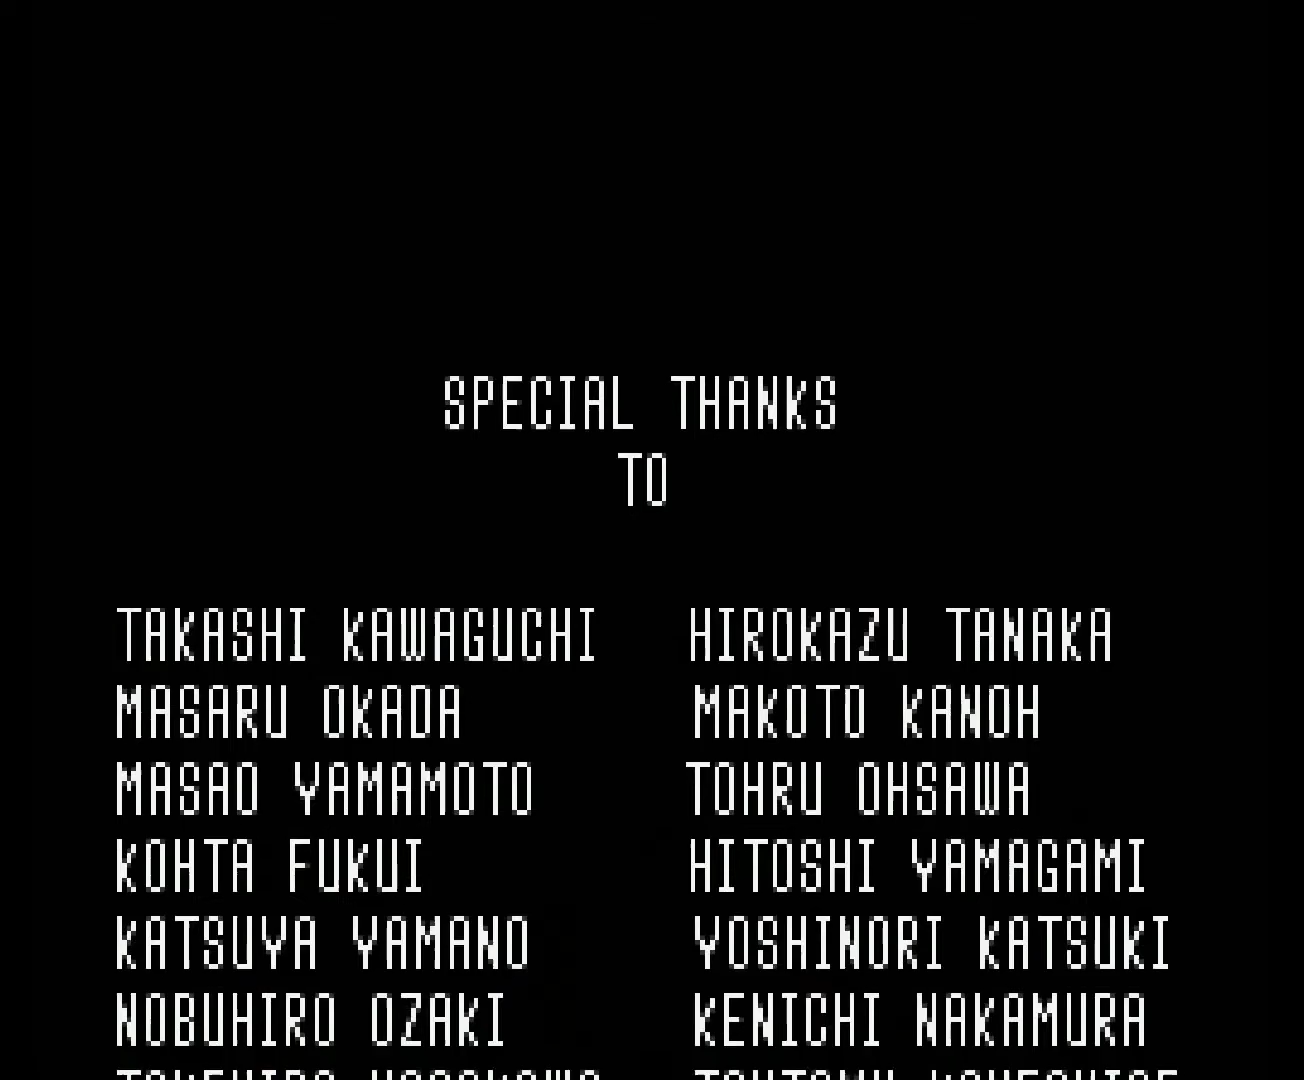 SPECIAL THANKS
TO
TAKASHI KAWAGUCHI HIROKAZU TANAKA
MASARU OKADA MAKOTO KANOH
MASAO YAMAMOTO TOHRU OHSAWA
KOHTA FUKUI HITOSHI YAMAGAMI
KATSUYA YAMANO YOSHINORI KATSUKI
NOBUHIRO OZAKI KENICHI NAKAMURA